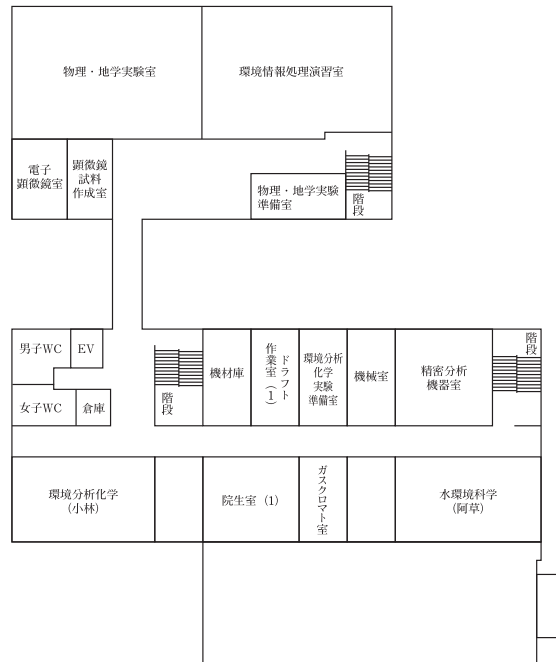 物理・地学実験室
環境情報処理演習室
電子
顕微鏡室
顕微鏡
試料
作成室
物理・地学実験
準備室
階段
男子WC
EV
女子WC
倉庫
階段
機材庫
ドラフト
作業室（1）
環境分析
化学
実験
準備室
機械室
精密分析
機器室
階段
環境分析化学
（小林）
院生室（1）
ガスクロマト室
水環境科学
（阿草）